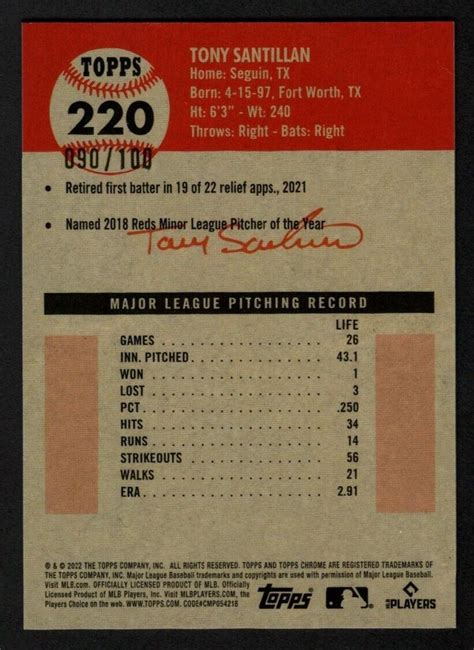 TOPPS
220
090/100
TONY SANTILLAN
Home: Seguin, TX
Born: 4-15-97, Fort Worth, TX
Ht: 6'3" - Wt: 240
Throws: Right - Bats: Right
• Retired first batter in 19 of 22 relief apps., 2021
• Named 2018 Reds Minor League Pitcher of the Year
Tony Santillan
MAJOR LEAGUE PITCHING RECORD
LIFE
GAMES 26
INN. PITCHED 43.1
WON 1
LOST 3
PCT .250
HITS 34
RUNS 14
STRIKEOUTS 56
WALKS 21
ERA 2.91
® & © 2022 THE TOPPS COMPANY, INC. ALL RIGHTS RESERVED. TOPPS AND TOPPS CHROME ARE REGISTERED TRADEMARKS OF
THE TOPPS COMPANY, INC. Major League Baseball trademarks and copyrights are used with permission of Major League Baseball.
Visit MLB.com. OFFICIALLY LICENSED PRODUCT OF MLB. Officially
Licensed Product of MLB Players, Inc. Visit MLBPLAYERS.com, the
Players Choice on the web. WWW.TOPPS.COM. CODE#CMP054218
topps
MLB PLAYERS